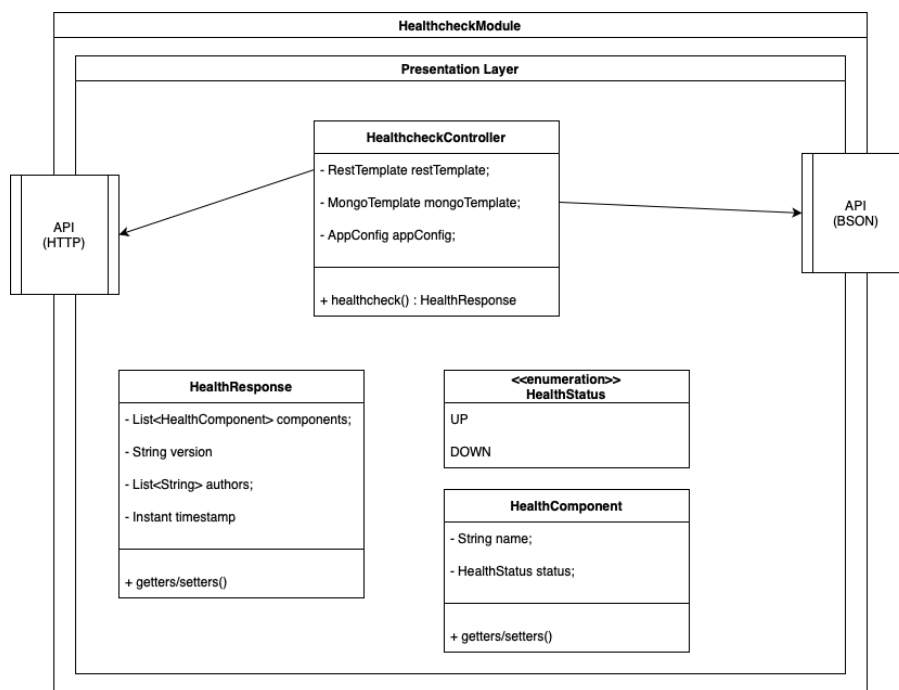 HealthcheckModule
Presentation Layer
HealthcheckController
- RestTemplate restTemplate;
- MongoTemplate mongoTemplate;
- AppConfig appConfig;
+ healthcheck() : HealthResponse
API
(HTTP)
API
(BSON)
HealthResponse
- List<HealthComponent> components;
- String version
- List<String> authors;
- Instant timestamp
+ getters/setters()
<<enumeration>>
HealthStatus
UP
DOWN
HealthComponent
- String name;
- HealthStatus status;
+ getters/setters()